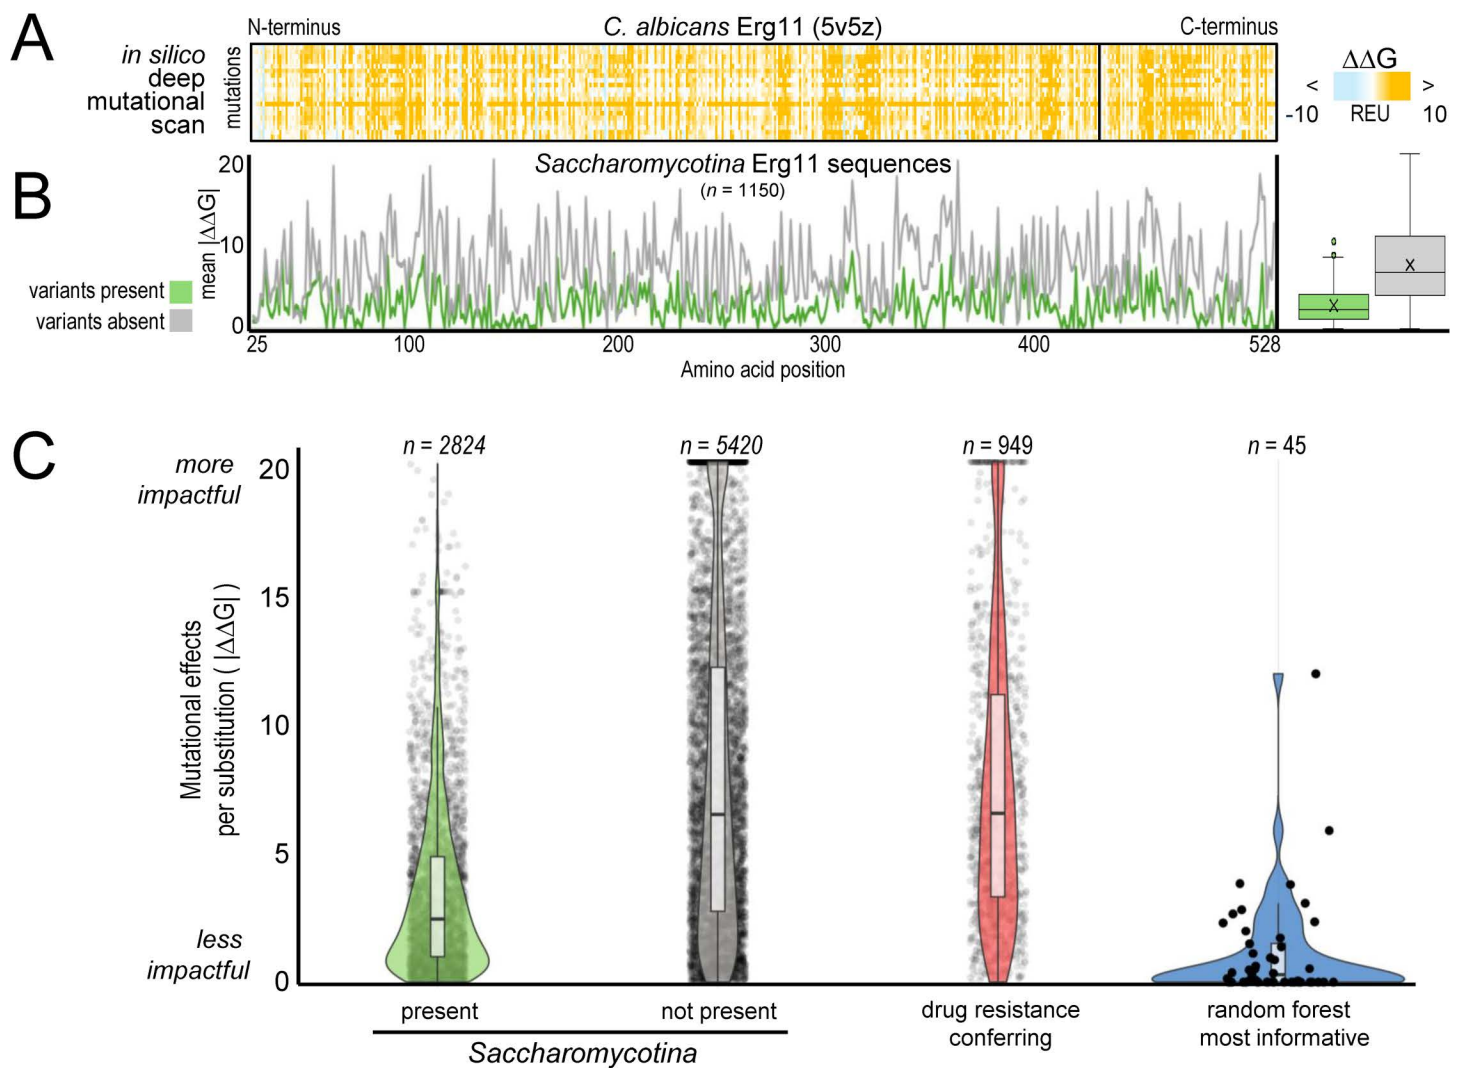 A
N-terminus
C. albicans Erg11 (5v5z)
C-terminus
in silico
deep
mutational
scan
mutations
ΔΔG
< >
-10 REU 10
B
Saccharomycotina Erg11 sequences
(n = 1150)
mean |ΔΔG|
20
10
0
variants present
variants absent
25 100 200 300 400 528
Amino acid position
C
n = 2824 n = 5420 n = 949 n = 45
more
impactful
20
15
10
5
0
Mutational effects
per substitution ( |ΔΔG| )
less
impactful
present
not present
drug resistance
conferring
random forest
most informative
Saccharomycotina